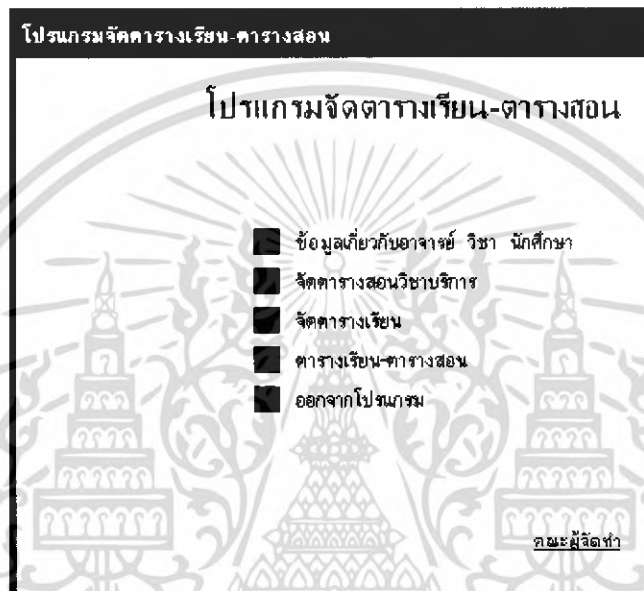 โปรแกรมจัดตารางเรียน-ตารางสอน
โปรแกรมจัดตารางเรียน-ตารางสอน
ข้อมูลเกี่ยวกับอาจารย์ วิชา นักศึกษา
จัดตารางสอนวิชาบริการ
จัดตารางเรียน
ตารางเรียน-ตารางสอน
ออกจากโปรแกรม
คณะผู้จัดทำ